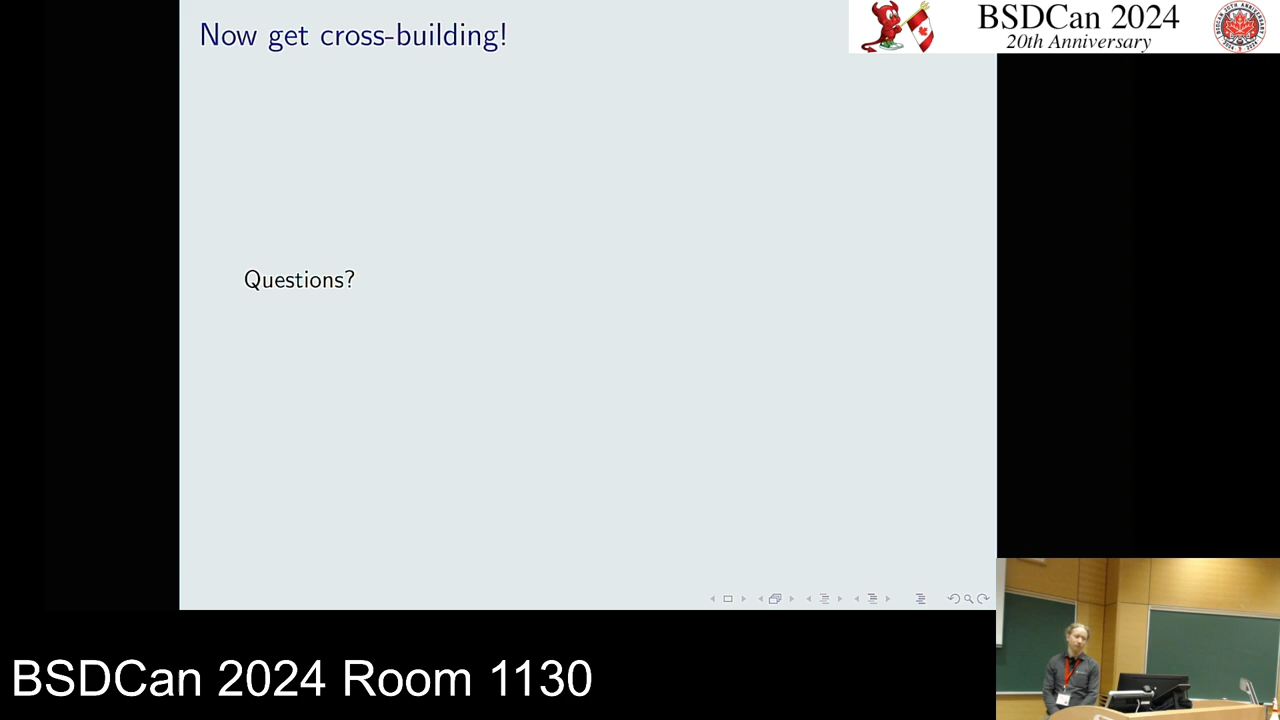 Now get cross-building!
BSDCan 2024
20th Anniversary
Questions?
BSDCan 2024 Room 1130